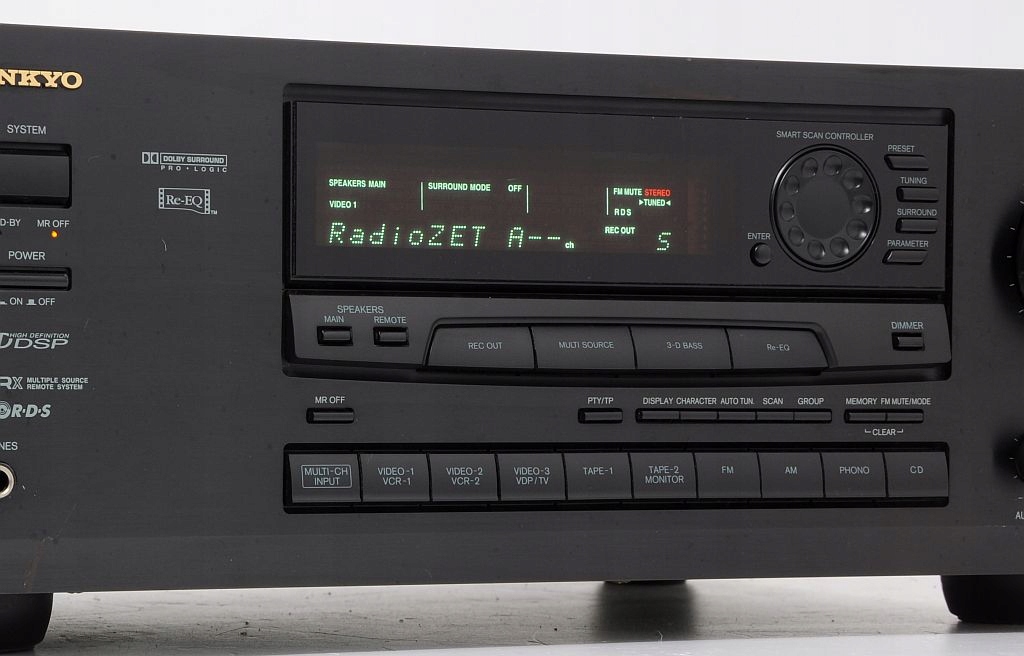 NKYO
SYSTEM
D-BY MR OFF
POWER
ON OFF
HIGH DEFINITION
DSP
RX MULTIPLE SOURCE
REMOTE SYSTEM
R·D·S
NES
DOLBY SURROUND
PRO·LOGIC
Re-EQ TM
SPEAKERS MAIN
SURROUND MODE OFF
FM MUTE STEREO
VIDEO 1
▶TUNED◀
RDS
REC OUT
RadioZET A--ch 5
SMART SCAN CONTROLLER
PRESET
TUNING
SURROUND
PARAMETER
ENTER
SPEAKERS
MAIN REMOTE
REC OUT
MULTI SOURCE
3-D BASS
Re-EQ
DIMMER
MR OFF
PTY/TP
DISPLAY CHARACTER AUTO TUN. SCAN GROUP
MEMORY FM MUTE/MODE
CLEAR
MULTI-CH
INPUT
VIDEO-1
VCR-1
VIDEO-2
VCR-2
VIDEO-3
VDP/TV
TAPE-1
TAPE-2
MONITOR
FM
AM
PHONO
CD
AU